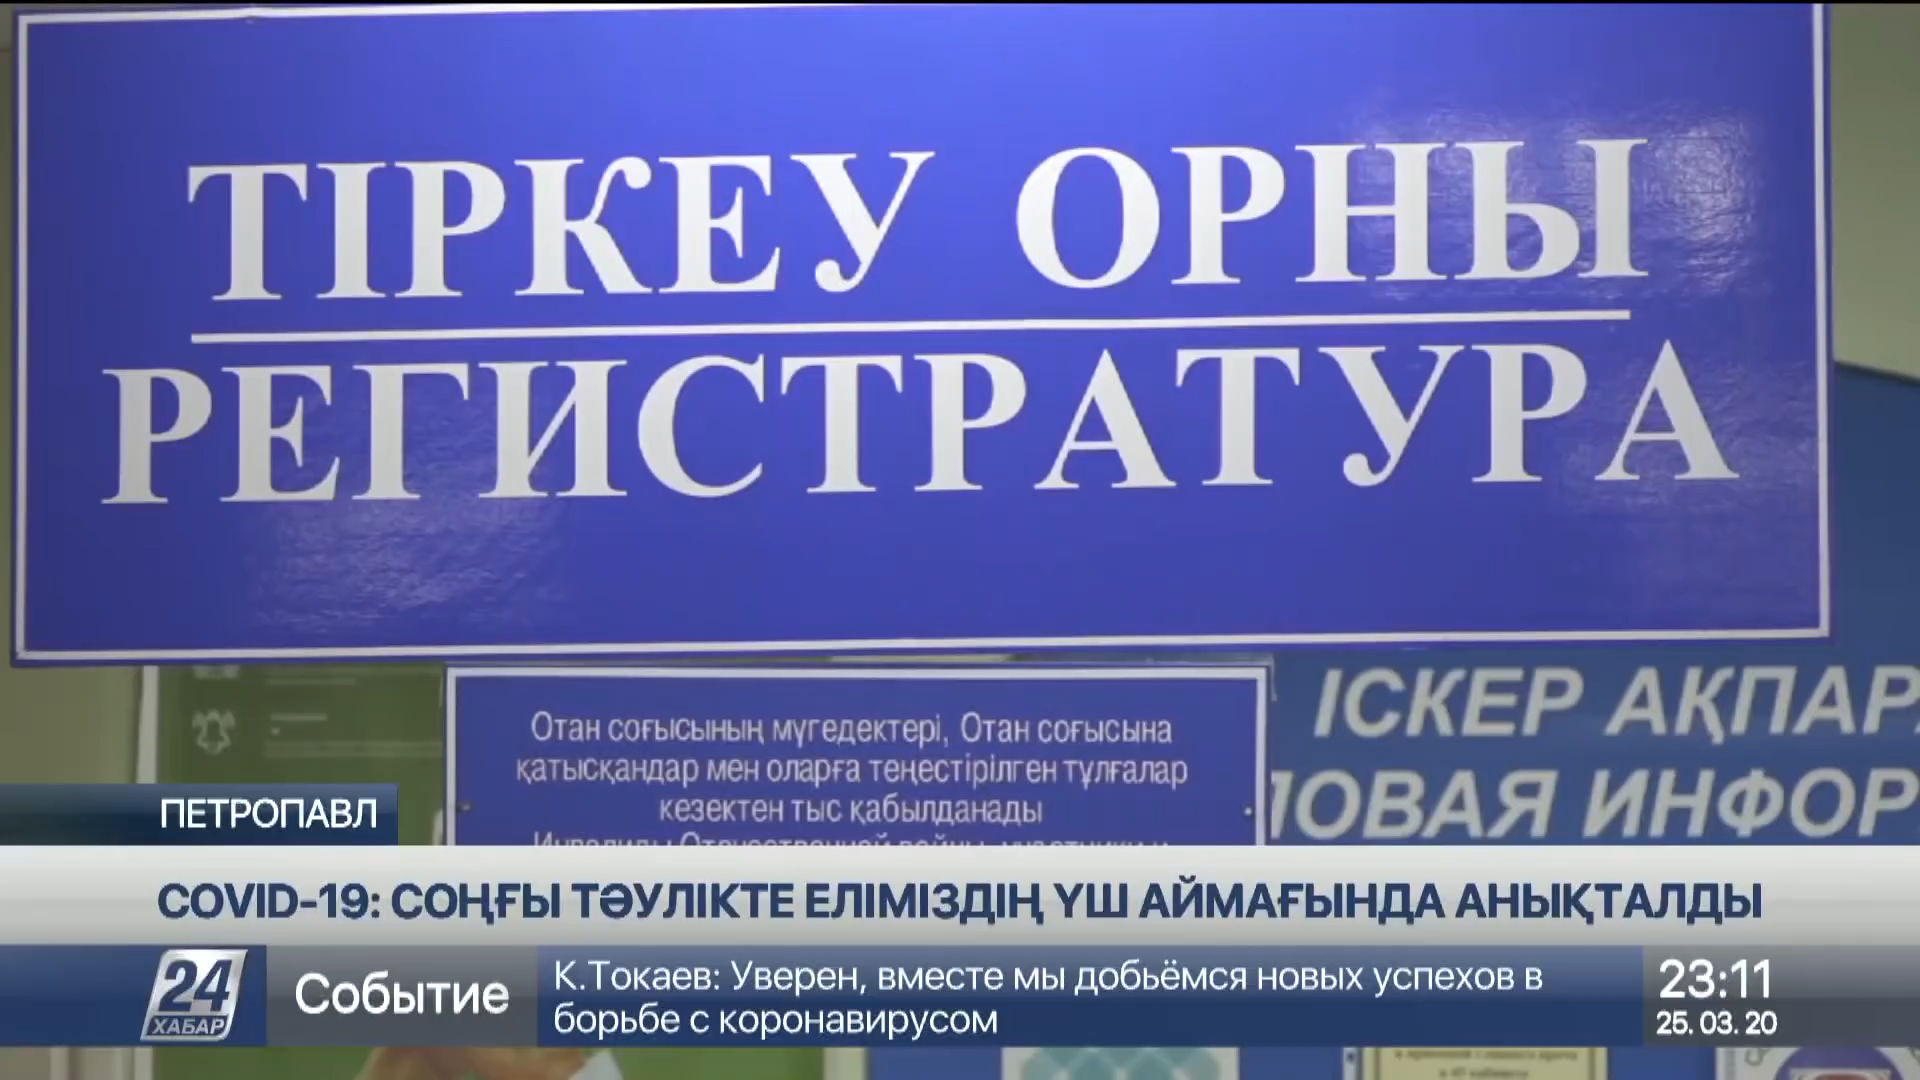 ТІРКЕУ ОРНЫ
РЕГИСТРАТУРА
Отан соғысының мүгедектері, Отан соғысына
қатысқандар мен оларға теңестірілген тұлғалар
кезектен тыс қабылданады
ІСКЕР АҚПАР
ЛОВАЯ ИНФОР
ПЕТРОПАВЛ
COVID-19: СОҢҒЫ ТӘУЛІКТЕ ЕЛІМІЗДІҢ ҮШ АЙМАҒЫНДА АНЫҚТАЛДЫ
24
ХАБАР
Событие
К.Токаев: Уверен, вместе мы добьёмся новых успехов в
борьбе с коронавирусом
23:11
25. 03. 20